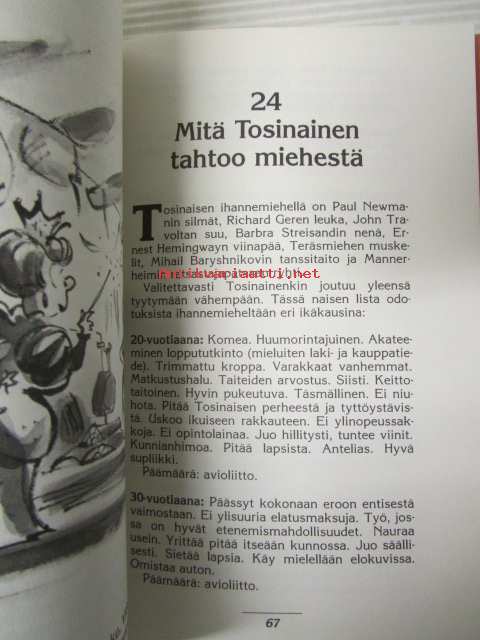 24
Mitä Tosinainen
tahtoo miehestä
Tosinaisen ihannemiehellä on Paul Newma-
nin silmät, Richard Geren leuka, John Tra-
voltan suu, Barbra Streisandin nenä, Er-
nest Hemingwayn viinapää, Teräsmiehen muske-
lit, Mihail Baryshnikovin tanssitaito ja Manner-
heimin ratsastajapatsaan ryhti.
Valitettavasti Tosinainenkin joutuu yleensä
tyytymään vähempään. Tässä naisen lista odo-
tuksista ihannemieheltään eri ikäkausina:
20-vuotiaana: Komea. Huumorintajuinen. Akatee-
minen lopputukinto (mieluiten laki- ja kauppatie-
de). Trimmattu kroppa. Varakkaat vanhemmat.
Matkustushalu. Taiteiden arvostus. Siisti. Keitto-
taitoinen. Hyvin pukeutuva. Täsmällinen. Ei niu-
hota. Pitää Tosinaisen perheestä ja tyttöystävis-
tä. Uskoo ikuiseen rakkauteen. Ei ylinopeussak-
koja. Ei opintolainaa. Juo hillitysti, tuntee viinit.
Kunnianhimoa. Pitää lapsista. Antelias. Hyvä
supliikki.
Päämäärä: avioliitto.
30-vuotiaana: Päässyt kokonaan eroon entisestä
vaimostaan. Ei ylisuuria elatusmaksuja. Työ, jos-
sa on hyvät etenemismahdollisuudet. Nauraa
usein. Yrittää pitää itseään kunnossa. Juo säälli-
sesti. Sietää lapsia. Käy mielellään elokuvissa.
Omistaa auton.
Päämäärä: avioliitto.
67